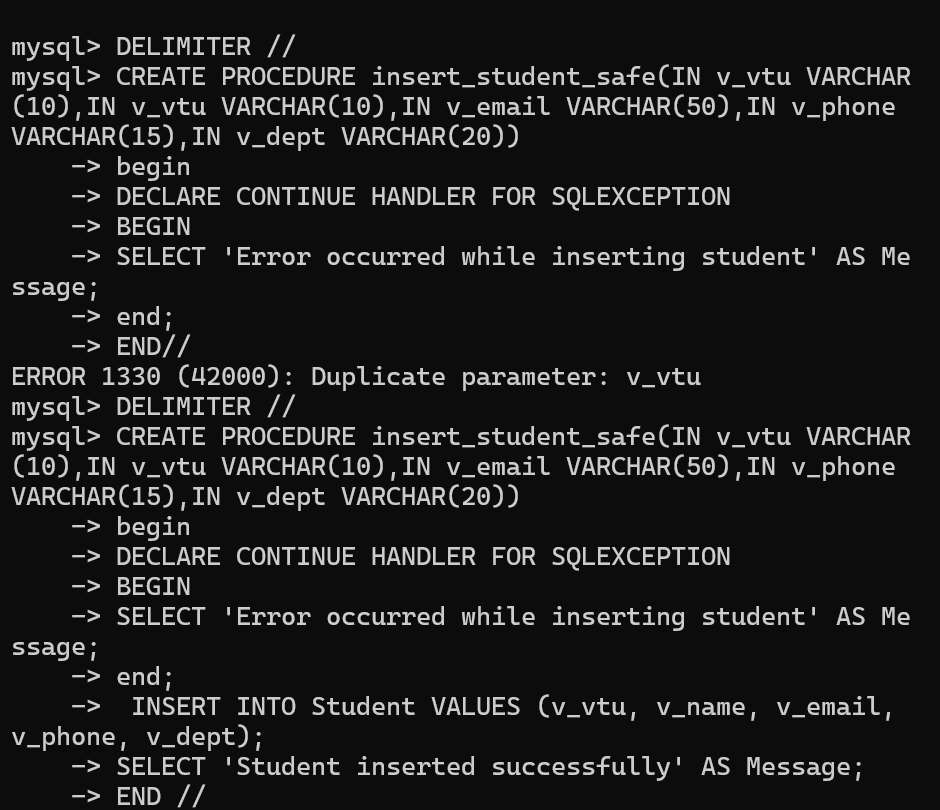 mysql> DELIMITER //
mysql> CREATE PROCEDURE insert_student_safe(IN v_vtu VARCHAR
(10),IN v_vtu VARCHAR(10),IN v_email VARCHAR(50),IN v_phone
VARCHAR(15),IN v_dept VARCHAR(20))
    -> begin
    -> DECLARE CONTINUE HANDLER FOR SQLEXCEPTION
    -> BEGIN
    -> SELECT 'Error occurred while inserting student' AS Me
ssage;
    -> end;
    -> END//
ERROR 1330 (42000): Duplicate parameter: v_vtu
mysql> DELIMITER //
mysql> CREATE PROCEDURE insert_student_safe(IN v_vtu VARCHAR
(10),IN v_vtu VARCHAR(10),IN v_email VARCHAR(50),IN v_phone
VARCHAR(15),IN v_dept VARCHAR(20))
    -> begin
    -> DECLARE CONTINUE HANDLER FOR SQLEXCEPTION
    -> BEGIN
    -> SELECT 'Error occurred while inserting student' AS Me
ssage;
    -> end;
    ->  INSERT INTO Student VALUES (v_vtu, v_name, v_email,
v_phone, v_dept);
    -> SELECT 'Student inserted successfully' AS Message;
    -> END //